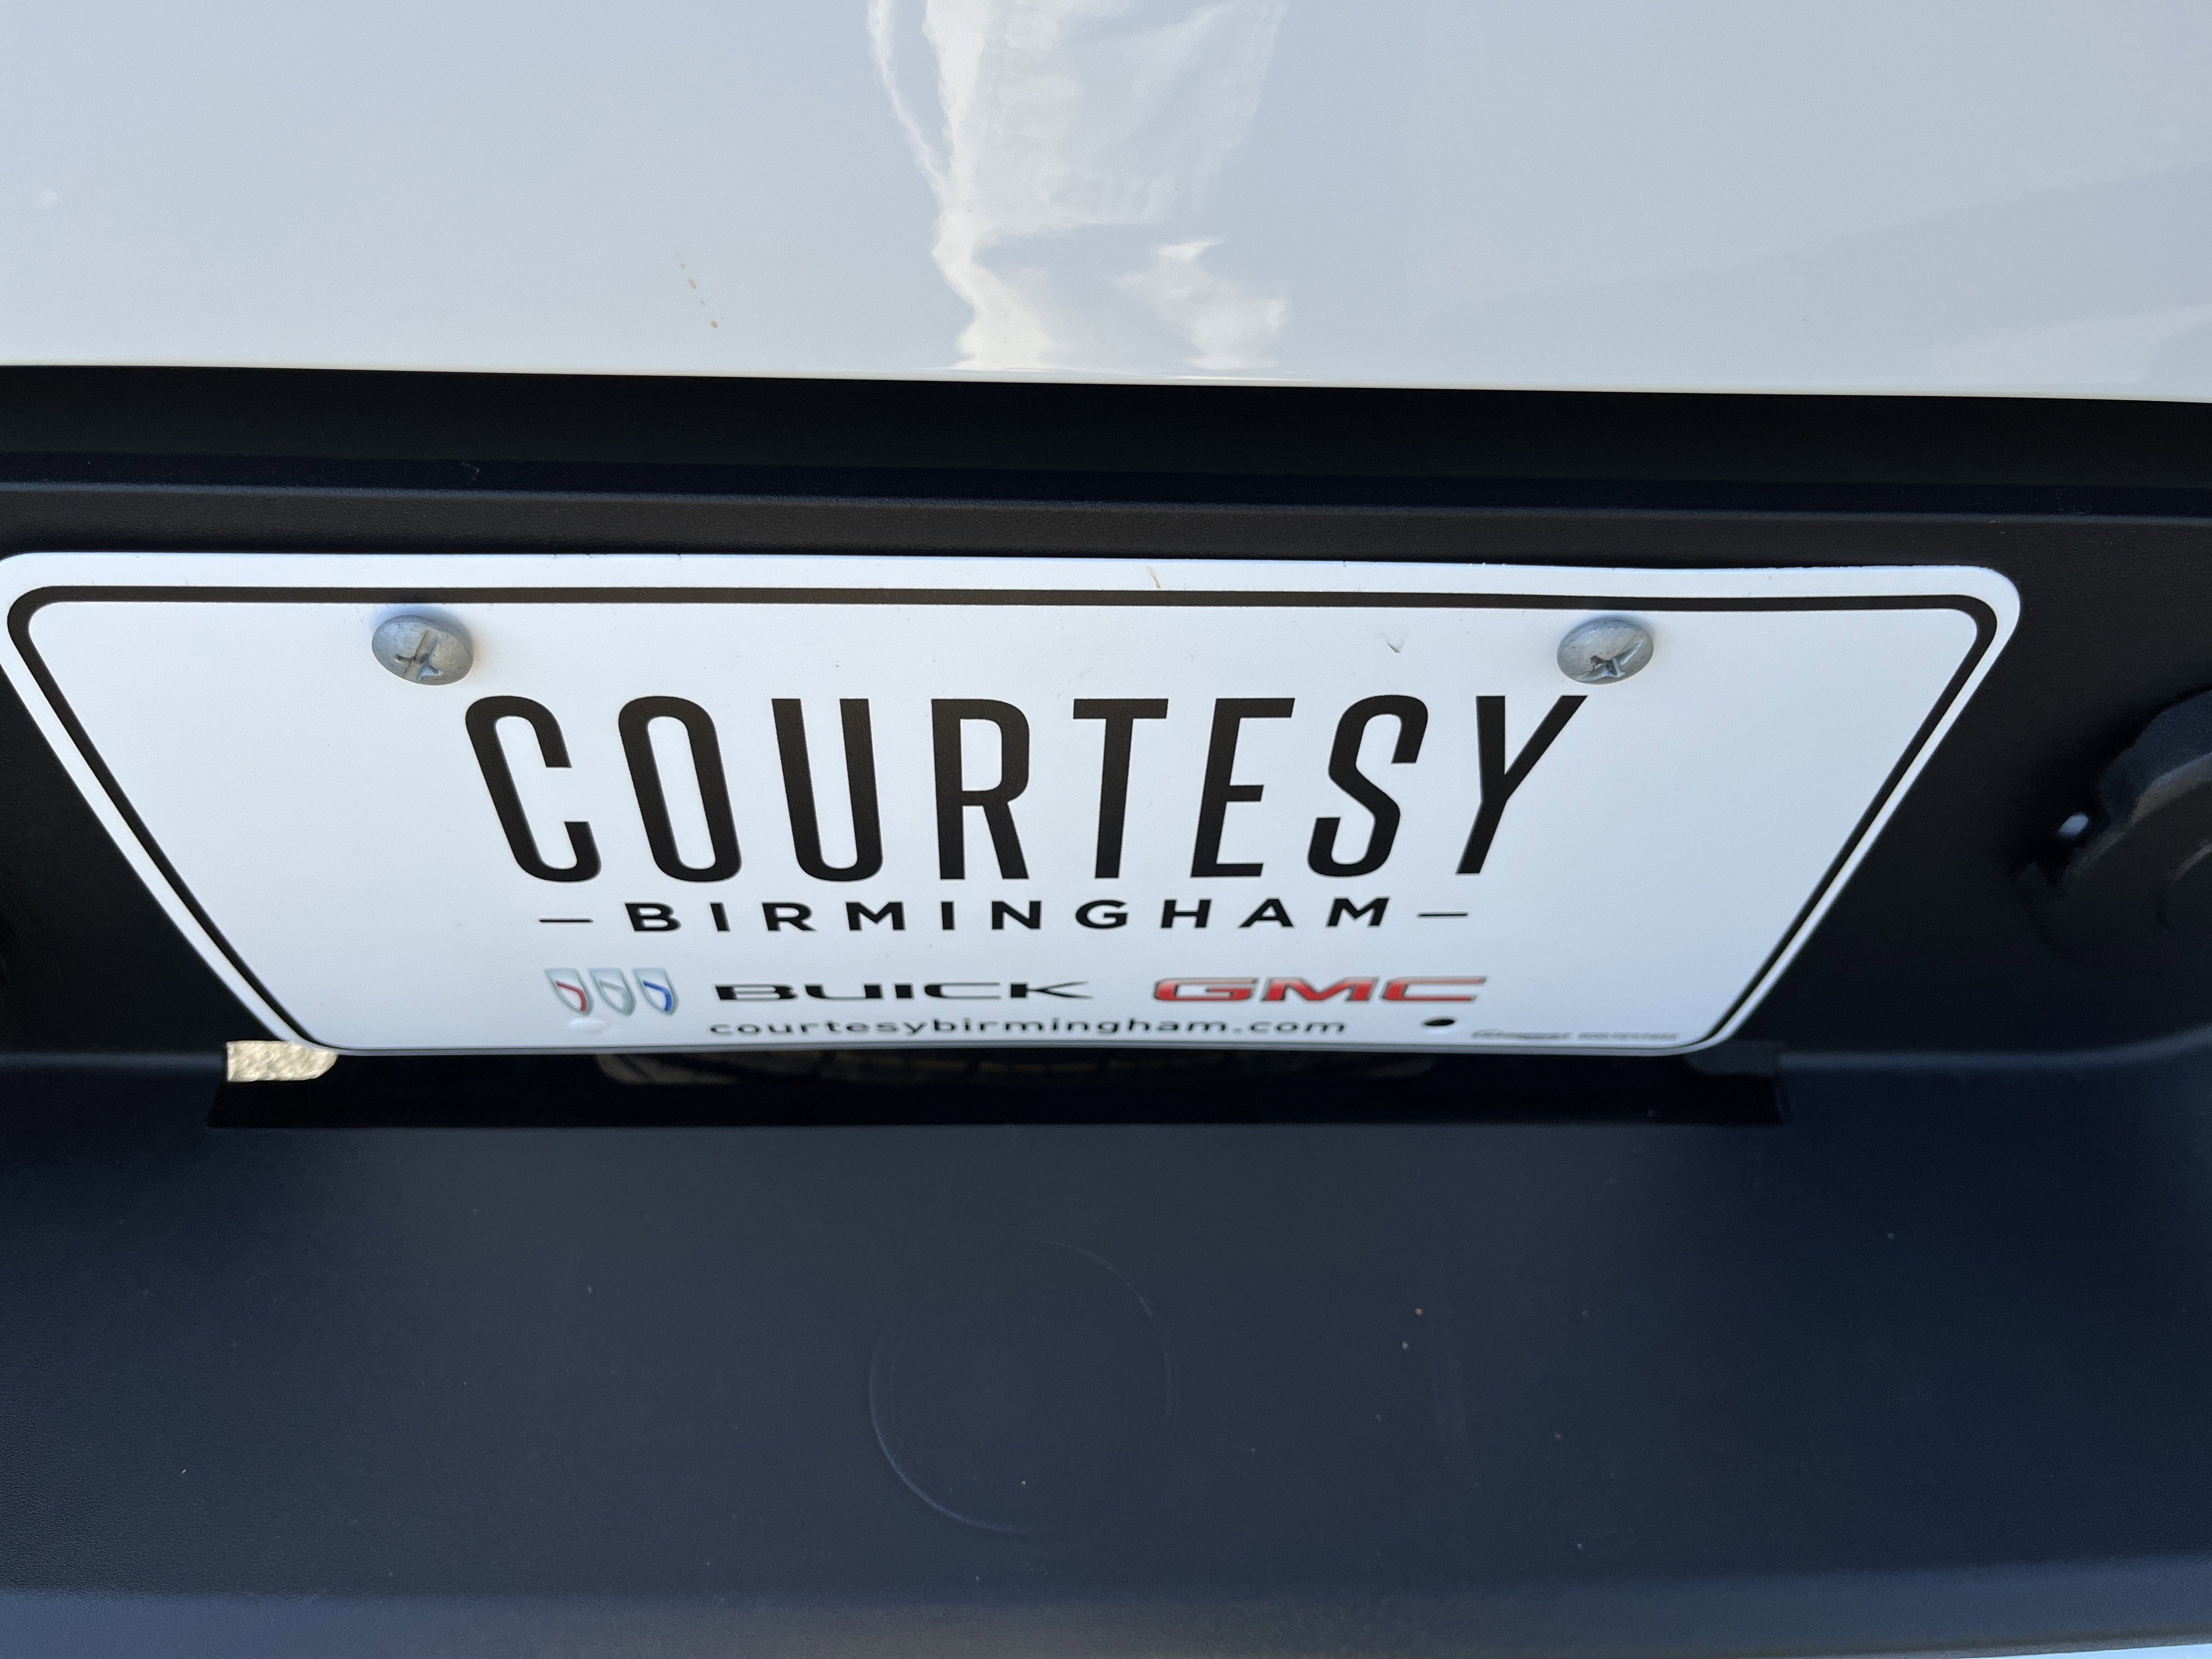 COURTESY
— BIRMINGHAM —
BUICK GMC
courtesybirmingham.com